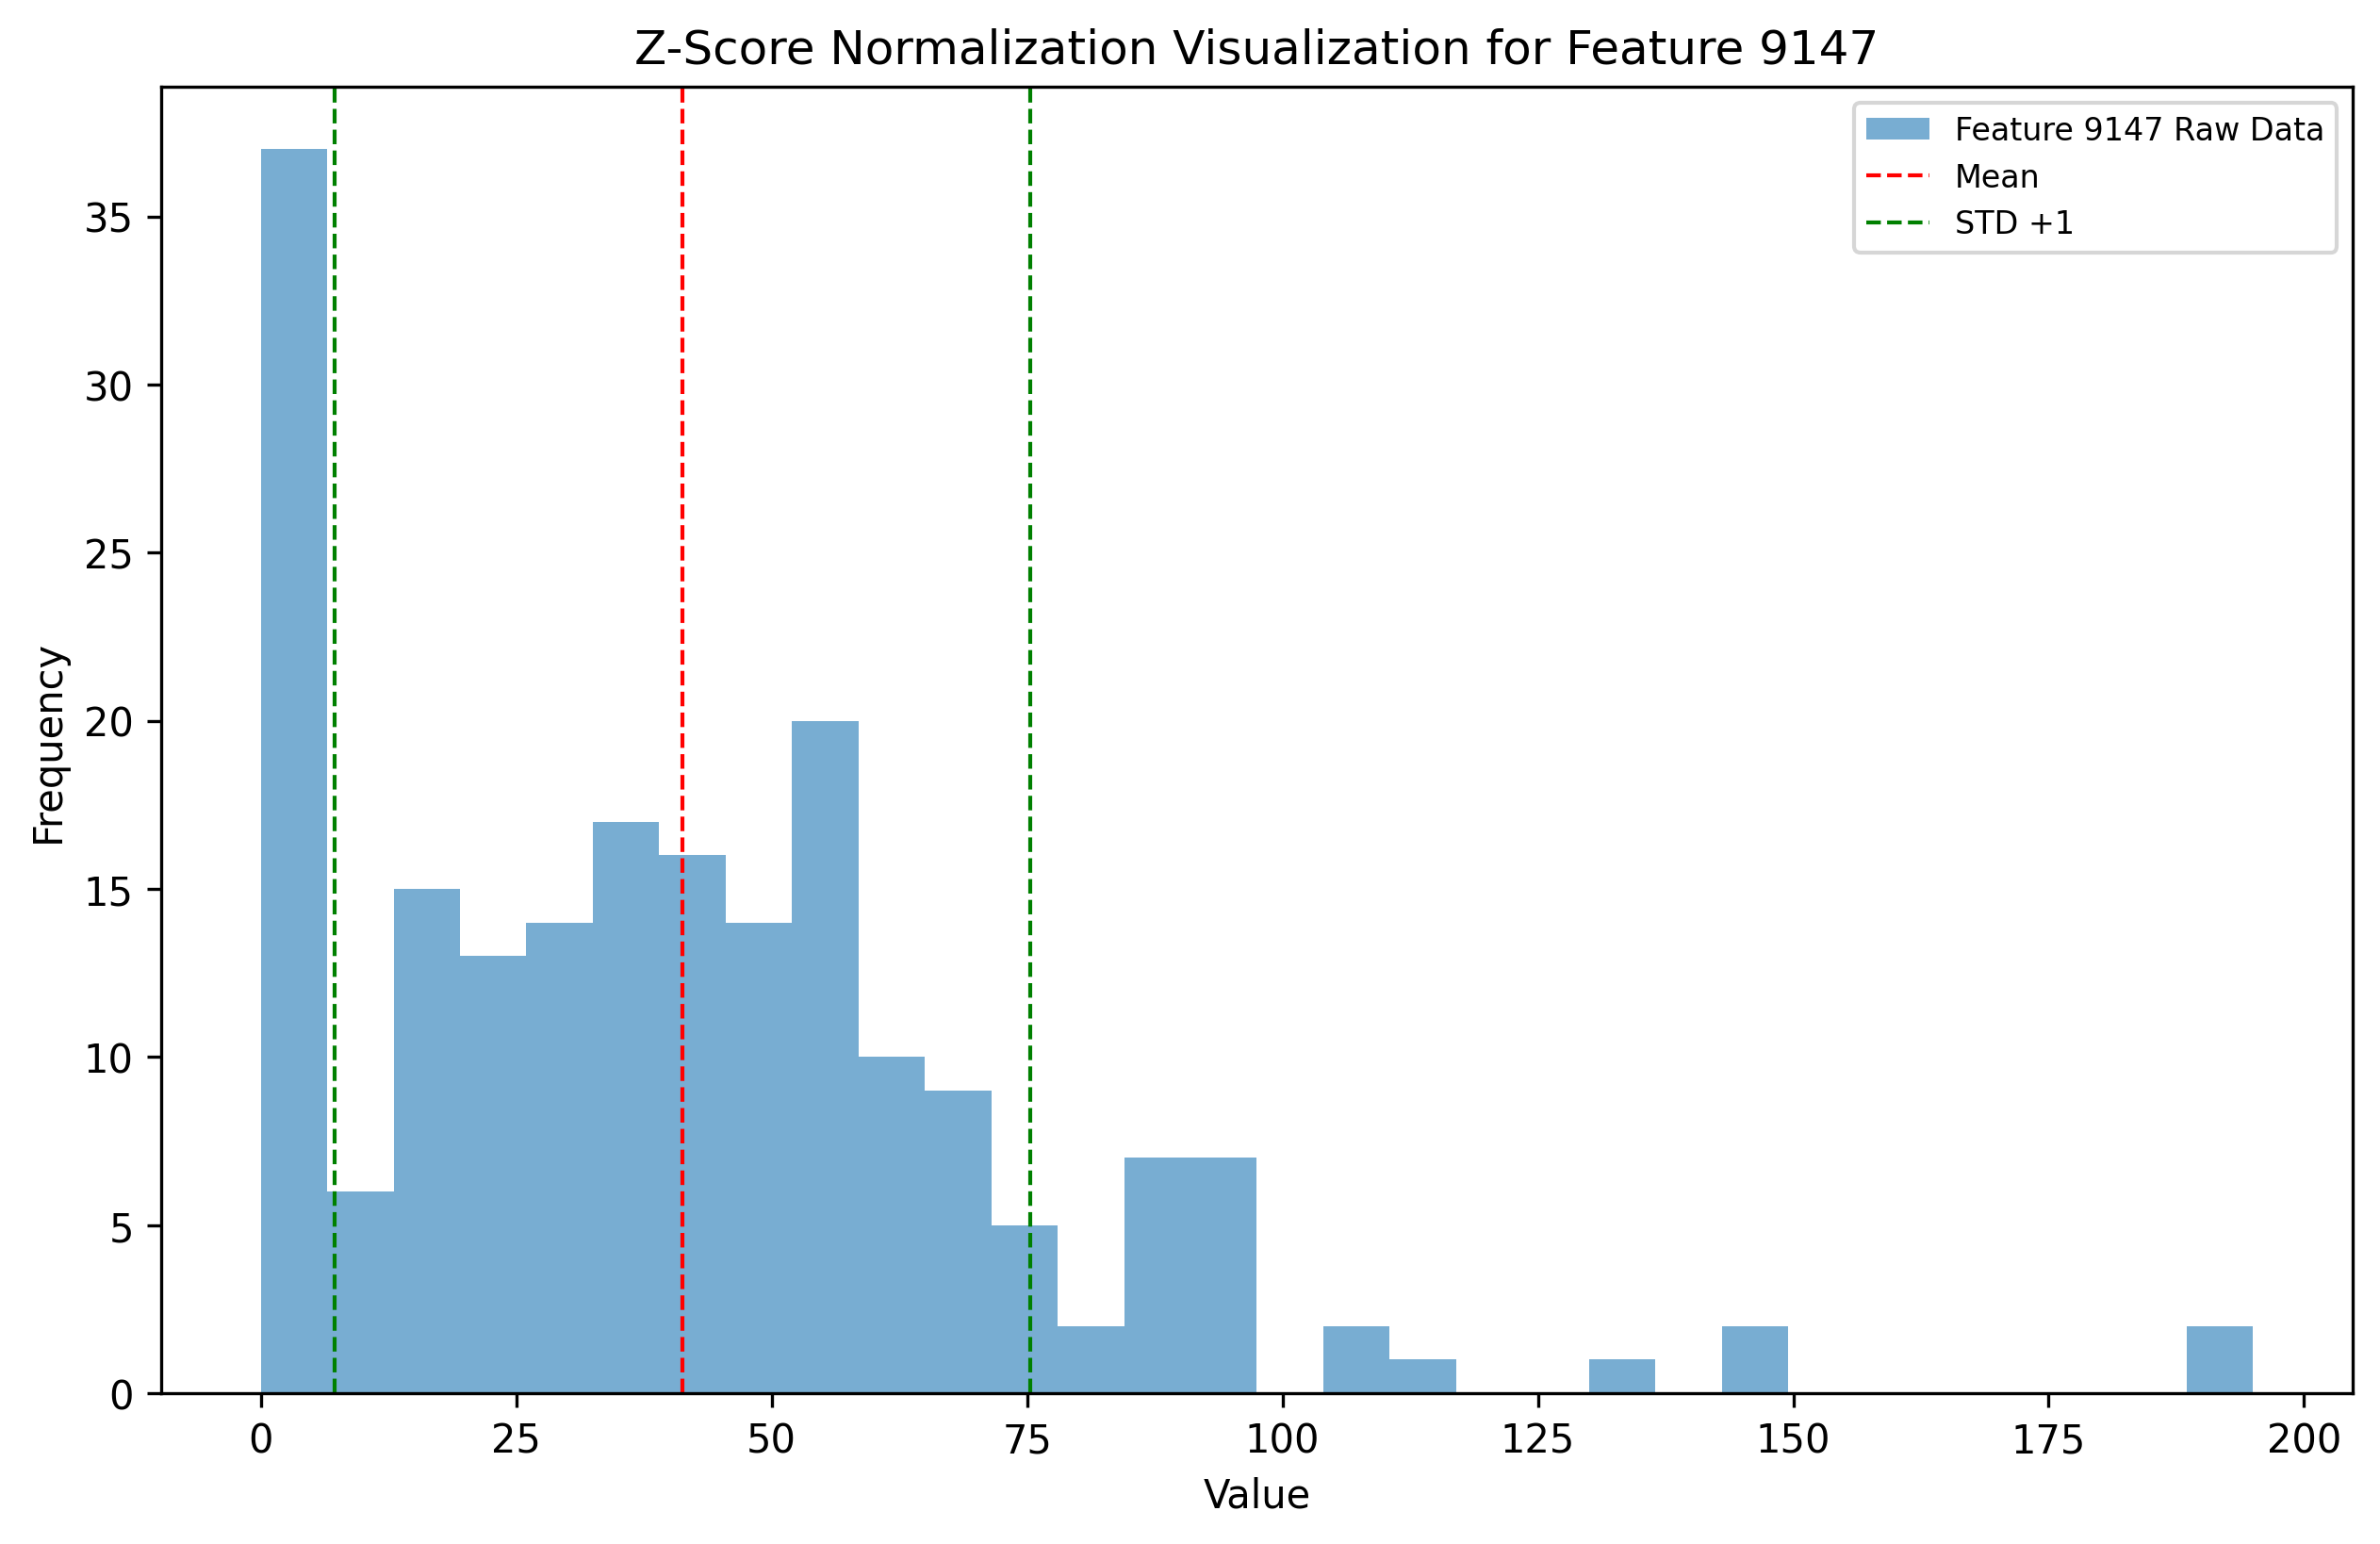 Z-Score Normalization Visualization for Feature 9147
Feature 9147 Raw Data
Mean
STD +1
35
30
25
20
15
10
5
0
Frequency
0 25 50 75 100 125 150 175 200
Value